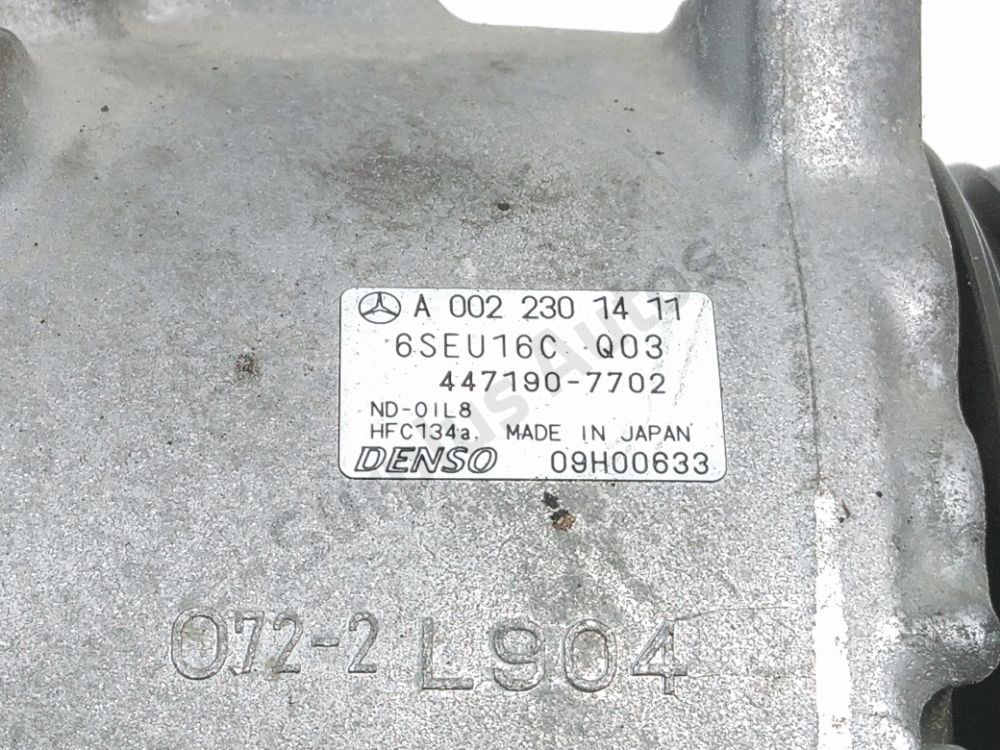 A 002 230 14 11
6SEU16C Q03
447190-7702
ND-OIL8
HFC134a. MADE IN JAPAN
DENSO 09H00633
072-2 L904